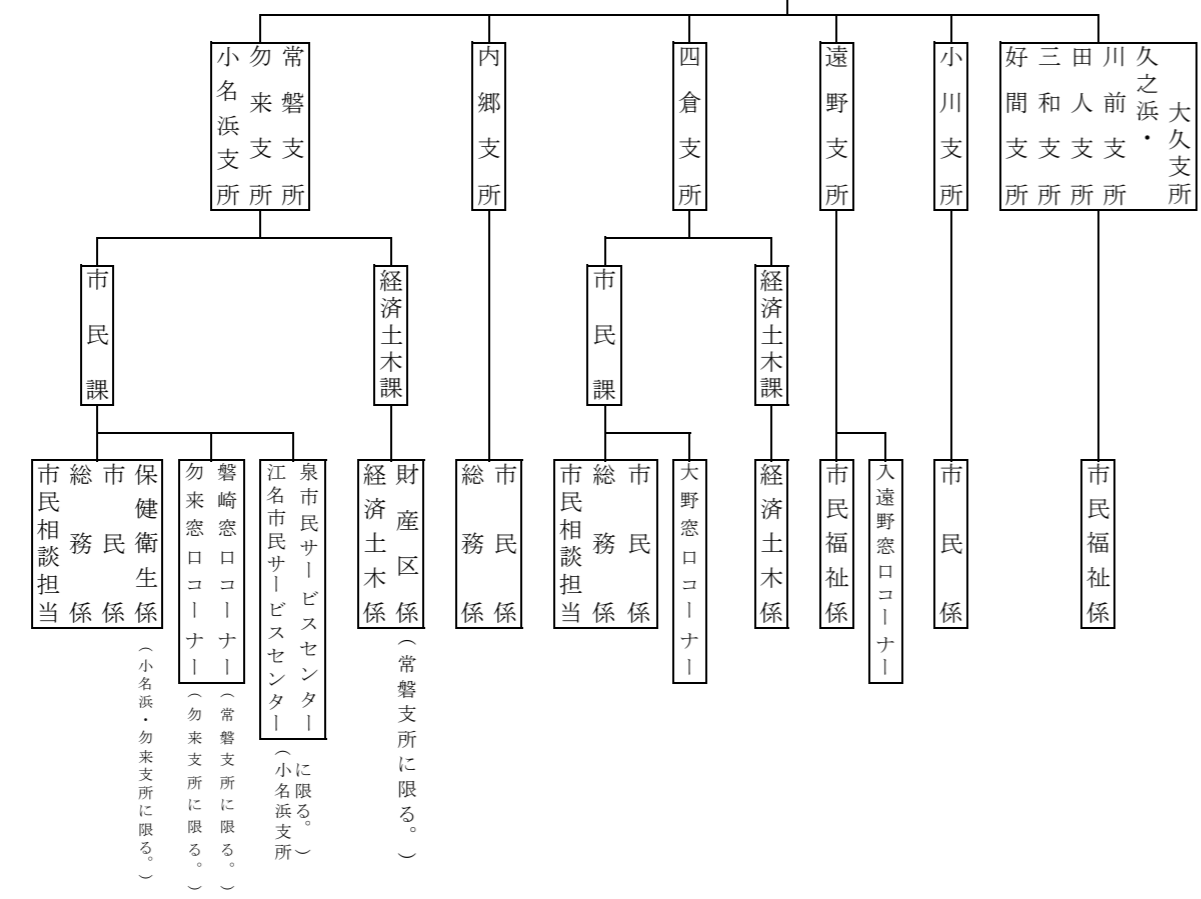 久之浜・
大久支所
川前支所
田人支所
三和支所
好間支所
小川支所
遠野支所
四倉支所
内郷支所
常磐支所
勿来支所
小名浜支所
経済土木課
市民課
経済土木課
市民課
市民福祉係
市民係
入遠野窓口コーナー
市民福祉係
経済土木係
大野窓口コーナー
市民係
総務係
市民相談担当
市民係
総務係
財産区係(常磐支所に限る。)
経済土木係
泉市民サービスセンター
江名市民サービスセンター
(小名浜支所
に限る。)
磐崎窓口コーナー(常磐支所に限る。)
勿来窓口コーナー(勿来支所に限る。)
保健衛生係(小名浜・勿来支所に限る。)
市民係
総務係
市民相談担当